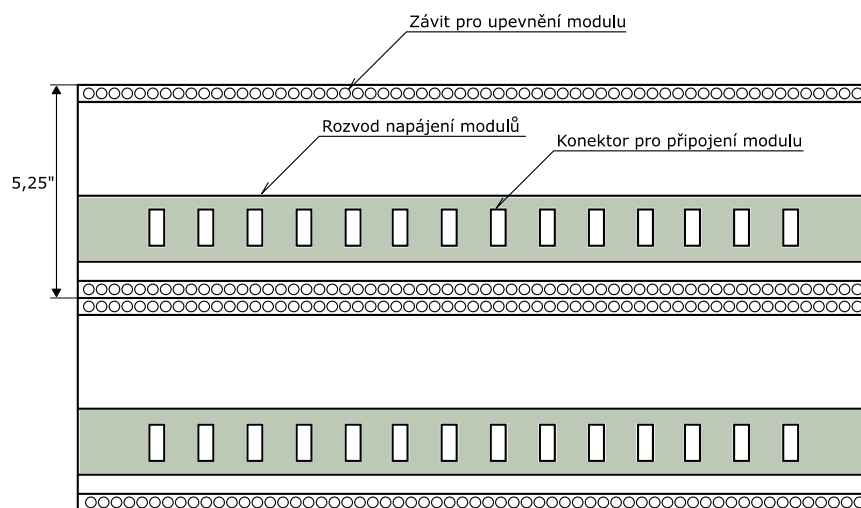 Závit pro upevnění modulu
Rozvod napájení modulů
Konektor pro připojení modulu
5,25"